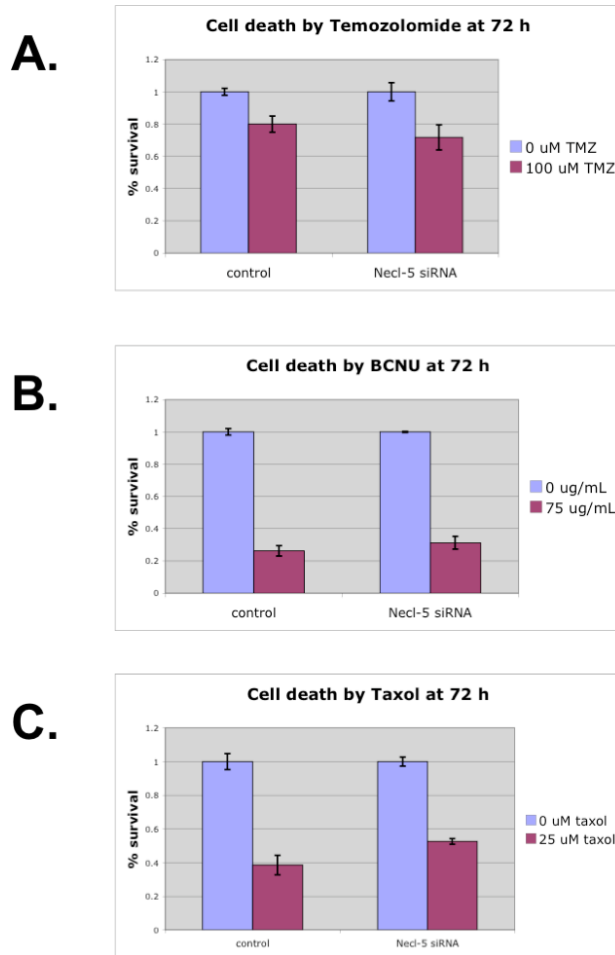 A.
Cell death by Temozolomide at 72 h
1.2
1
0.8
0.6
0.4
0.2
0
% survival
control
Necl-5 siRNA
0 uM TMZ
100 uM TMZ
B.
Cell death by BCNU at 72 h
1.2
1
0.8
0.6
0.4
0.2
0
% survival
control
Necl-5 siRNA
0 ug/mL
75 ug/mL
C.
Cell death by Taxol at 72 h
1.2
1
0.8
0.6
0.4
0.2
0
% survival
control
Necl-5 siRNA
0 uM taxol
25 uM taxol